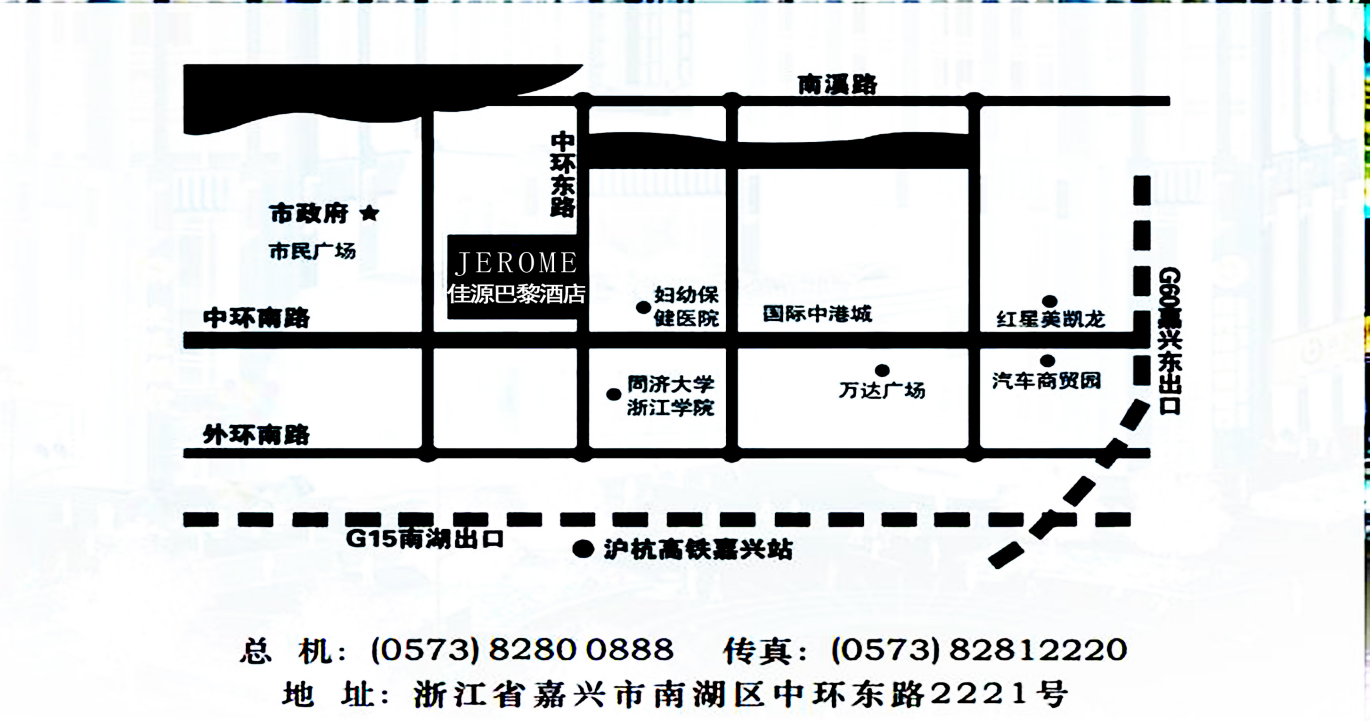 南溪路
中环东路
市政府
市民广场
JEROME
佳源巴黎酒店
妇幼保
健医院
国际中港城
红星美凯龙
中环南路
G60嘉兴东出口
同济大学
浙江学院
万达广场
汽车商贸园
外环南路
G15南湖出口
沪杭高铁嘉兴站
总 机: (0573) 8280 0888 传真: (0573) 82812220
地 址: 浙江省嘉兴市南湖区中环东路2221号